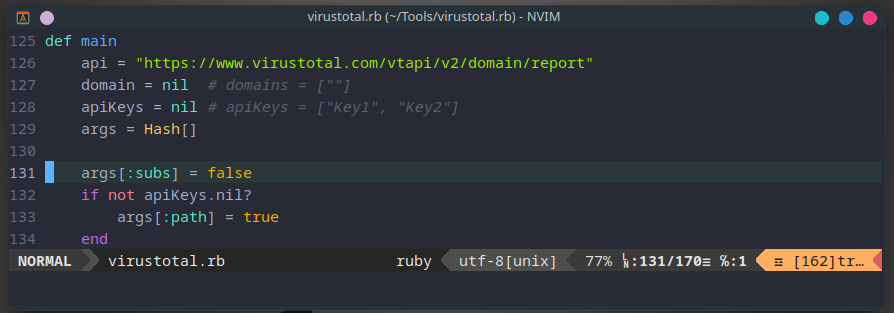 virustotal.rb (~/Tools/virustotal.rb) - NVIM
125 def main
126     api = "https://www.virustotal.com/vtapi/v2/domain/report"
127     domain = nil  # domains = [""]
128     apiKeys = nil # apiKeys = ["Key1", "Key2"]
129     args = Hash[]
130
131     args[:subs] = false
132     if not apiKeys.nil?
133         args[:path] = true
134     end
NORMAL virustotal.rb ruby utf-8[unix] 77% ␊:131/170≡ ℅:1 ☲ [162]tr…